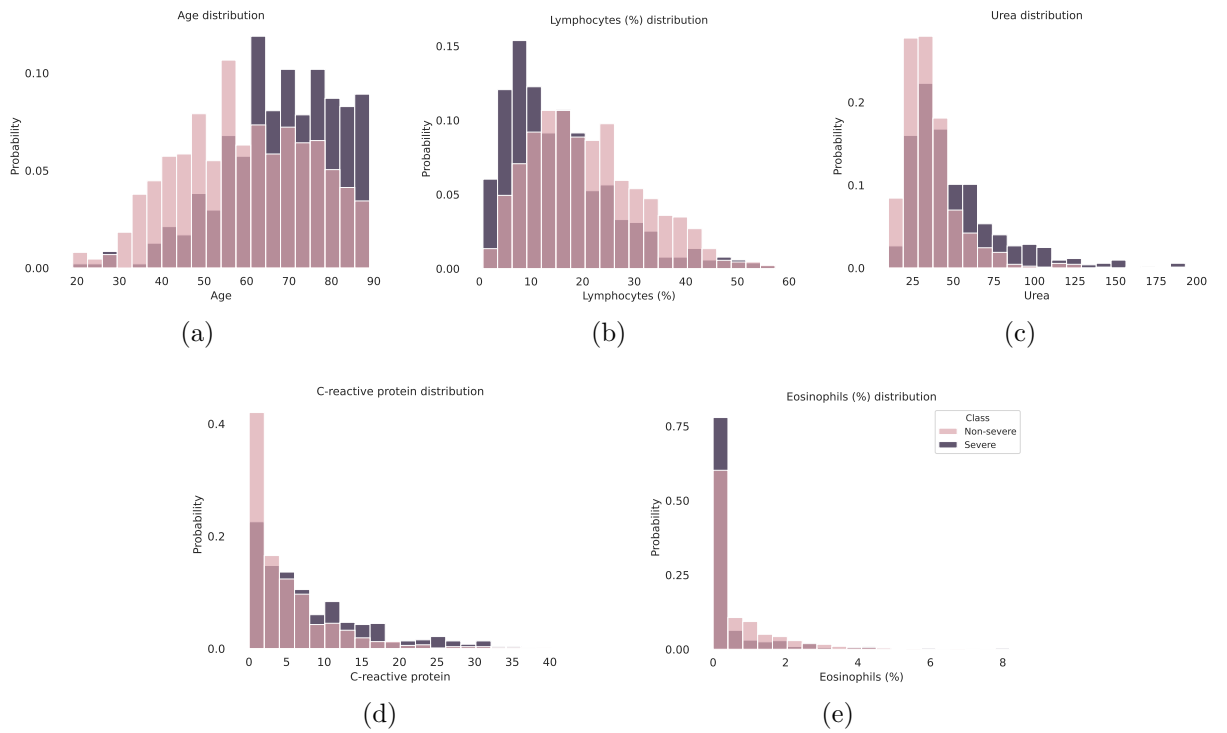 Age distribution
Probability
0.10
0.05
0.00
20 30 40 50 60 70 80 90
Age
(a)
Lymphocytes (%) distribution
Probability
0.15
0.10
0.05
0.00
0 10 20 30 40 50 60
Lymphocytes (%)
(b)
Urea distribution
Probability
0.2
0.1
0.0
25 50 75 100 125 150 175 200
Urea
(c)
C-reactive protein distribution
Probability
0.4
0.2
0.0
0 5 10 15 20 25 30 35 40
C-reactive protein
(d)
Eosinophils (%) distribution
Class
Non-severe
Severe
Probability
0.75
0.50
0.25
0.00
0 2 4 6 8
Eosinophils (%)
(e)